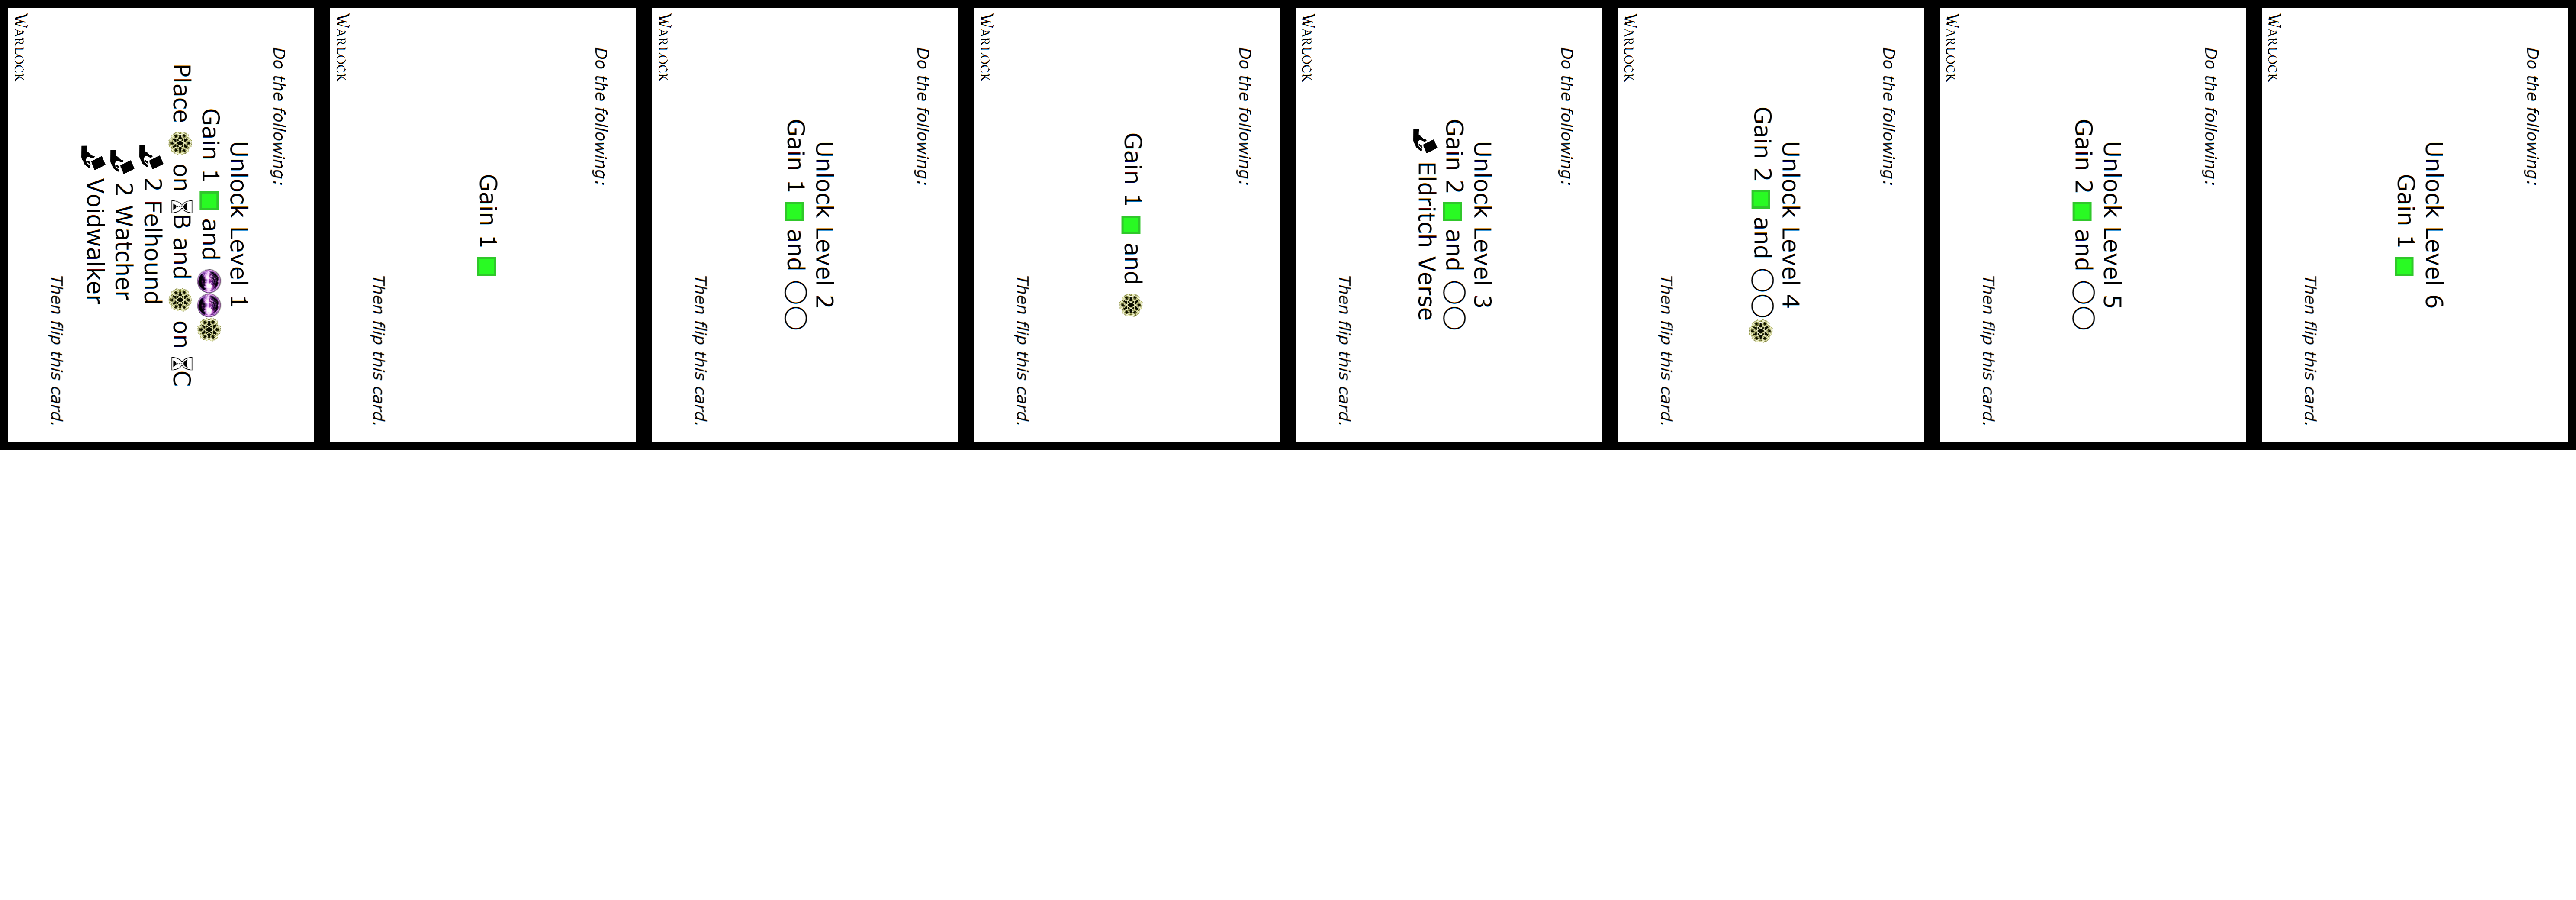 Do the following:
Unlock Level 1
Gain 1 and
Place on B and on C
2 Felhound
2 Watcher
Voidwalker
Then flip this card.
Warlock
Do the following:
Gain 1
Then flip this card.
Warlock
Do the following:
Unlock Level 2
Gain 1 and
Then flip this card.
Warlock
Do the following:
Gain 1 and
Then flip this card.
Warlock
Do the following:
Unlock Level 3
Gain 2 and
Eldritch Verse
Then flip this card.
Warlock
Do the following:
Unlock Level 4
Gain 2 and
Then flip this card.
Warlock
Do the following:
Unlock Level 5
Gain 2 and
Then flip this card.
Warlock
Do the following:
Unlock Level 6
Gain 1
Then flip this card.
Warlock